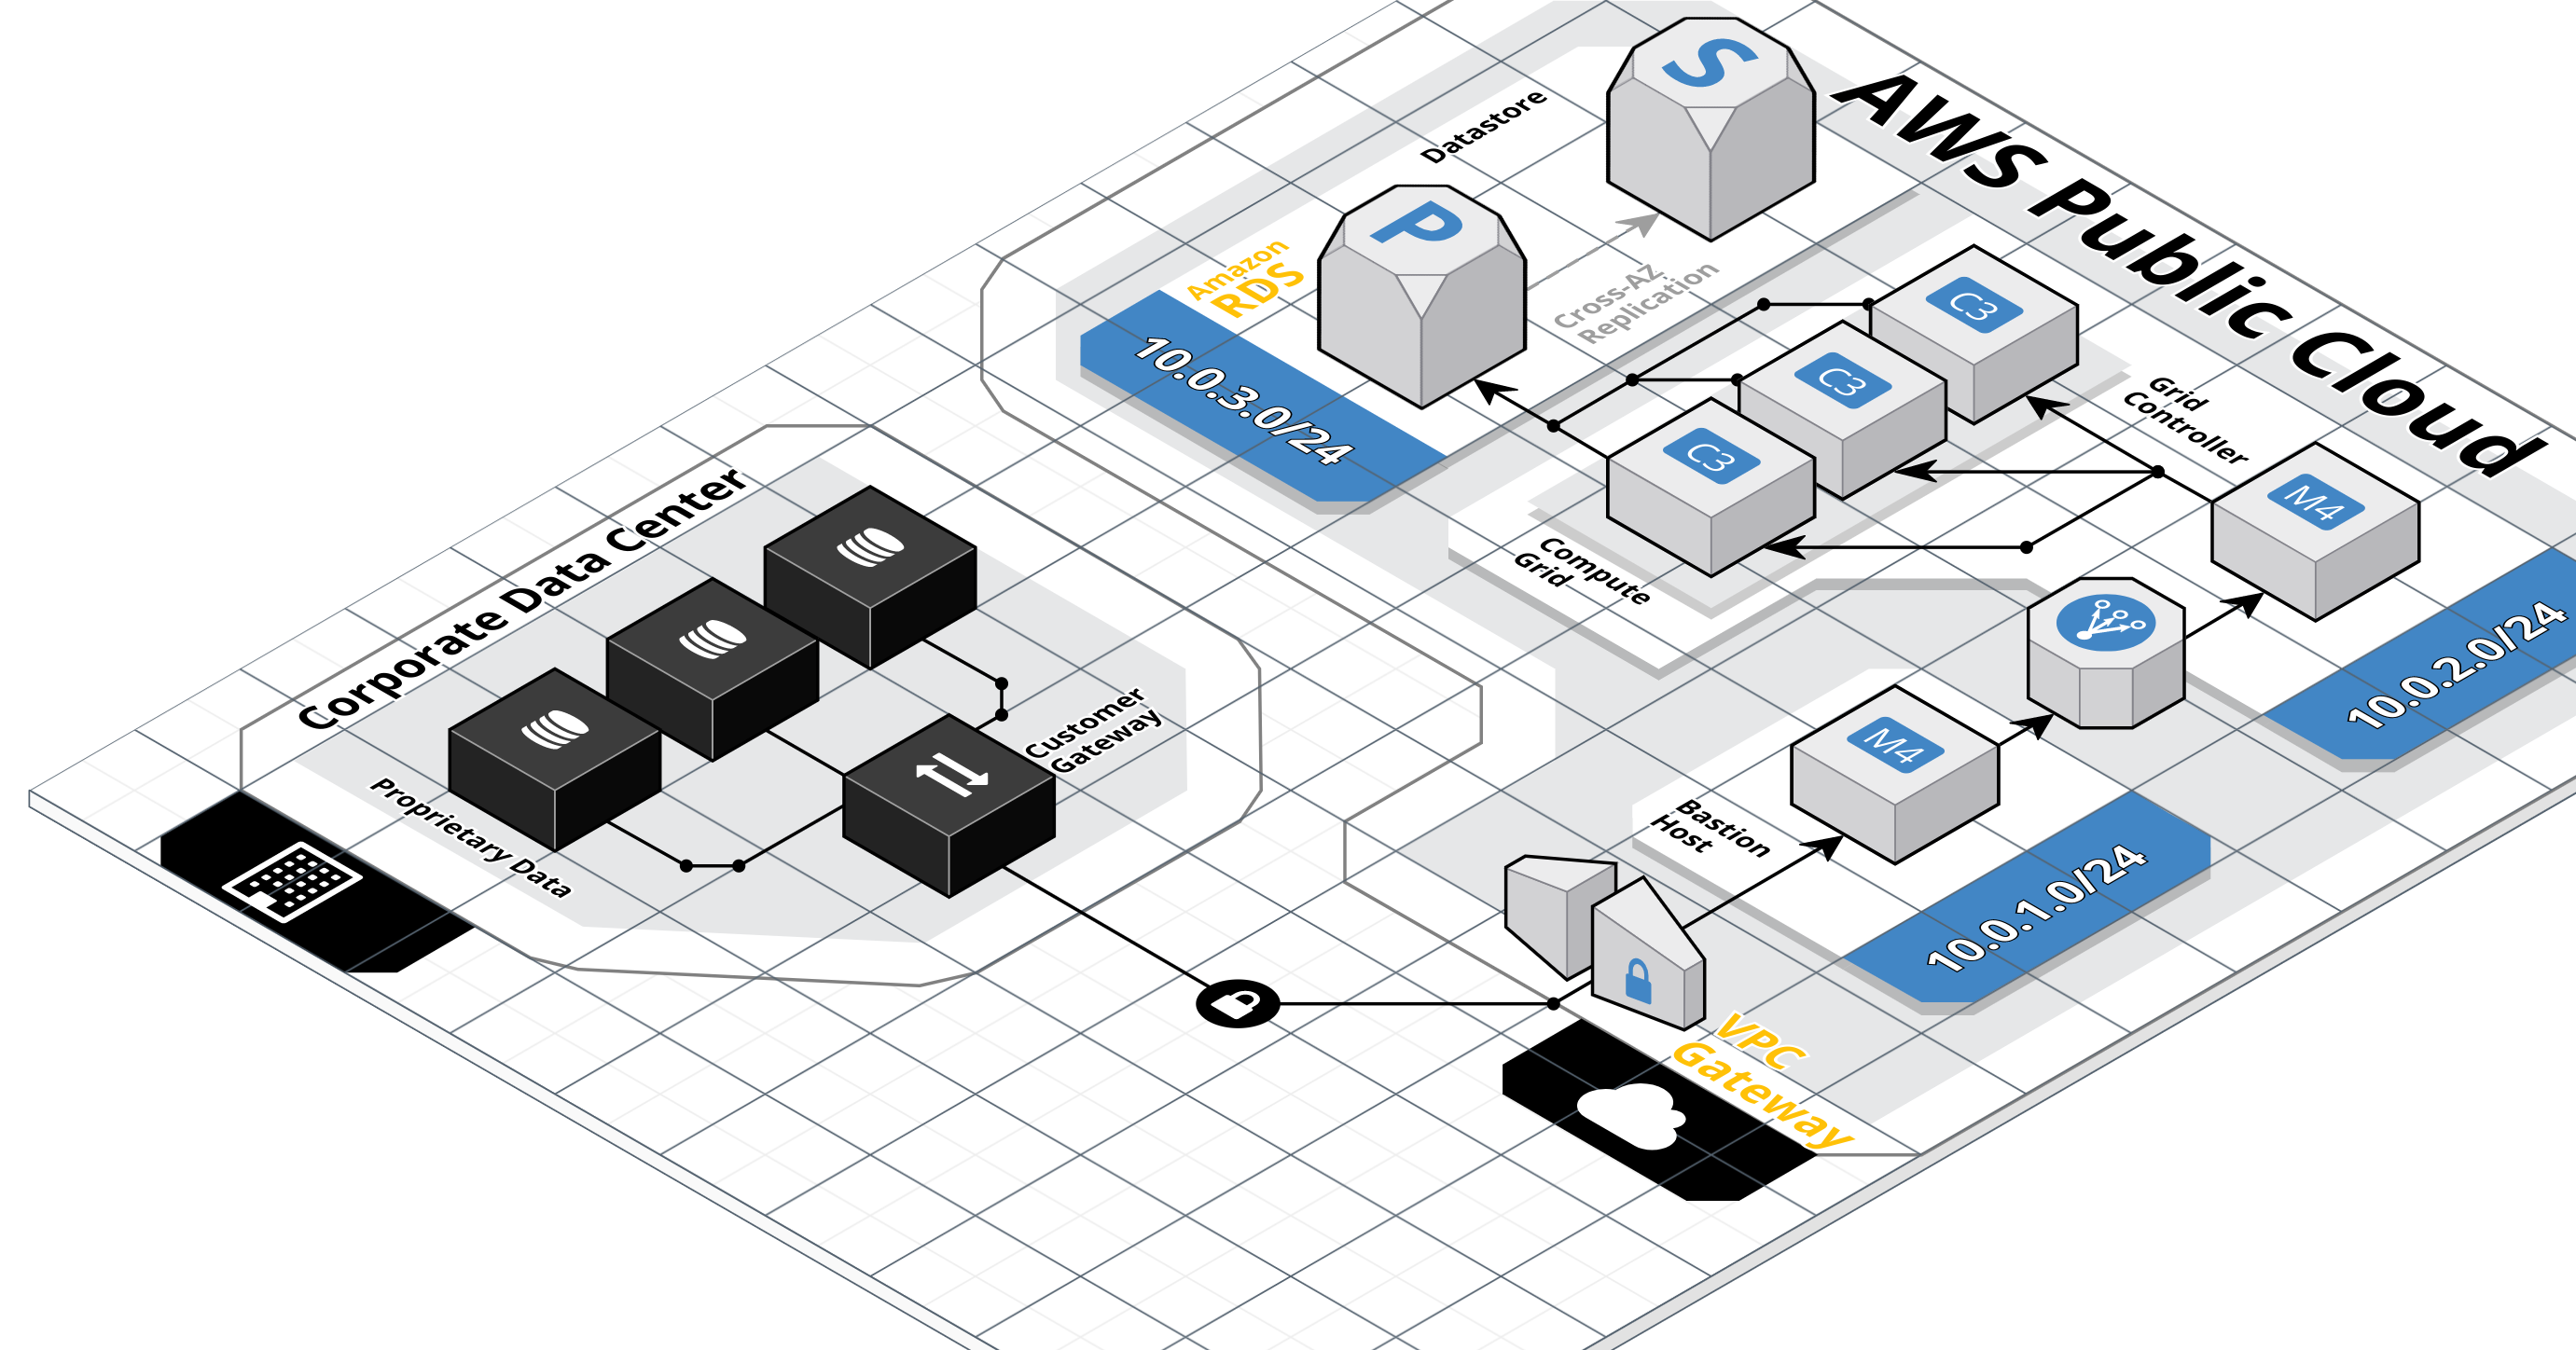 AWS Public Cloud
S
Datastore
P
Amazon
RDS
10.0.3.0/24
Cross-AZ
Replication
C3
C3
C3
Grid
Controller
M4
Compute
Grid
10.0.2.0/24
M4
Bastion
Host
10.0.1.0/24
VPC
Gateway
Corporate Data Center
Customer
Gateway
Proprietary Data